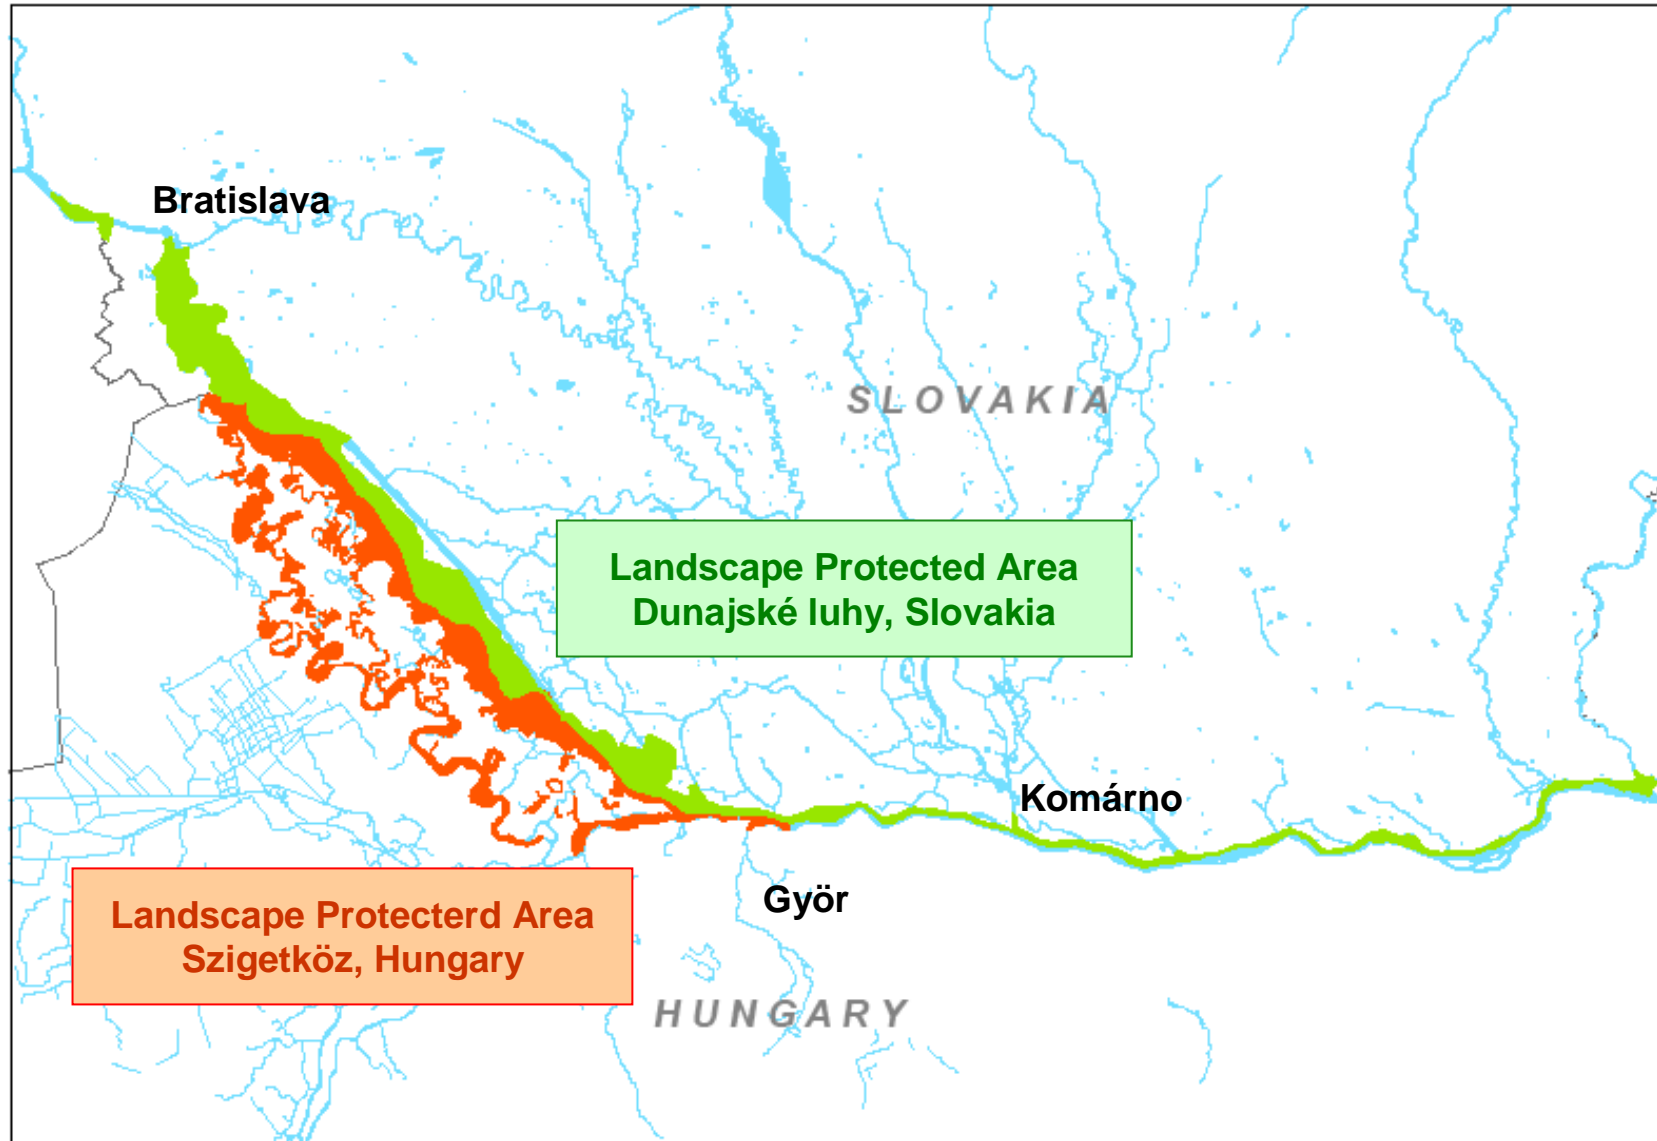 Bratislava
SLOVAKIA
Landscape Protected Area
Dunajské luhy, Slovakia
Komárno
Györ
Landscape Protecterd Area
Szigetköz, Hungary
HUNGARY